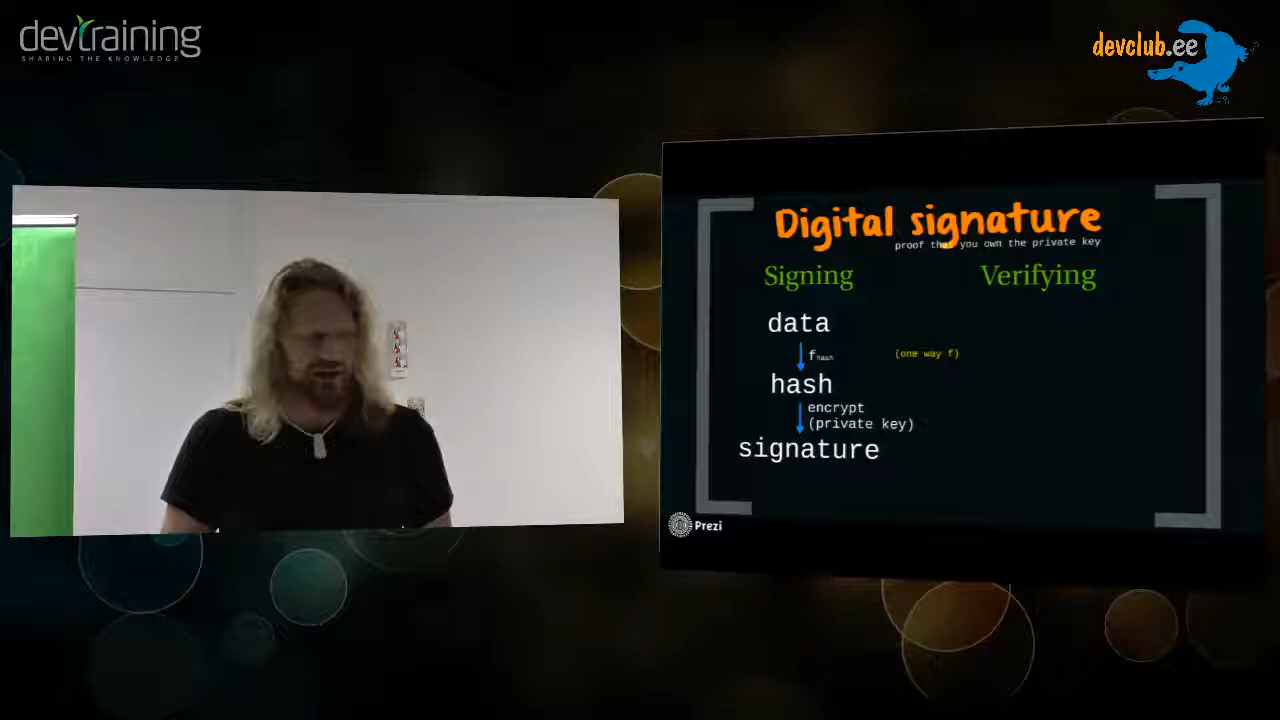 devtraining
SHARING THE KNOWLEDGE
devclub.ee
Digital signature
proof that you own the private key
Signing
Verifying
data
f hash
(one way f)
hash
encrypt
(private key)
signature
Prezi